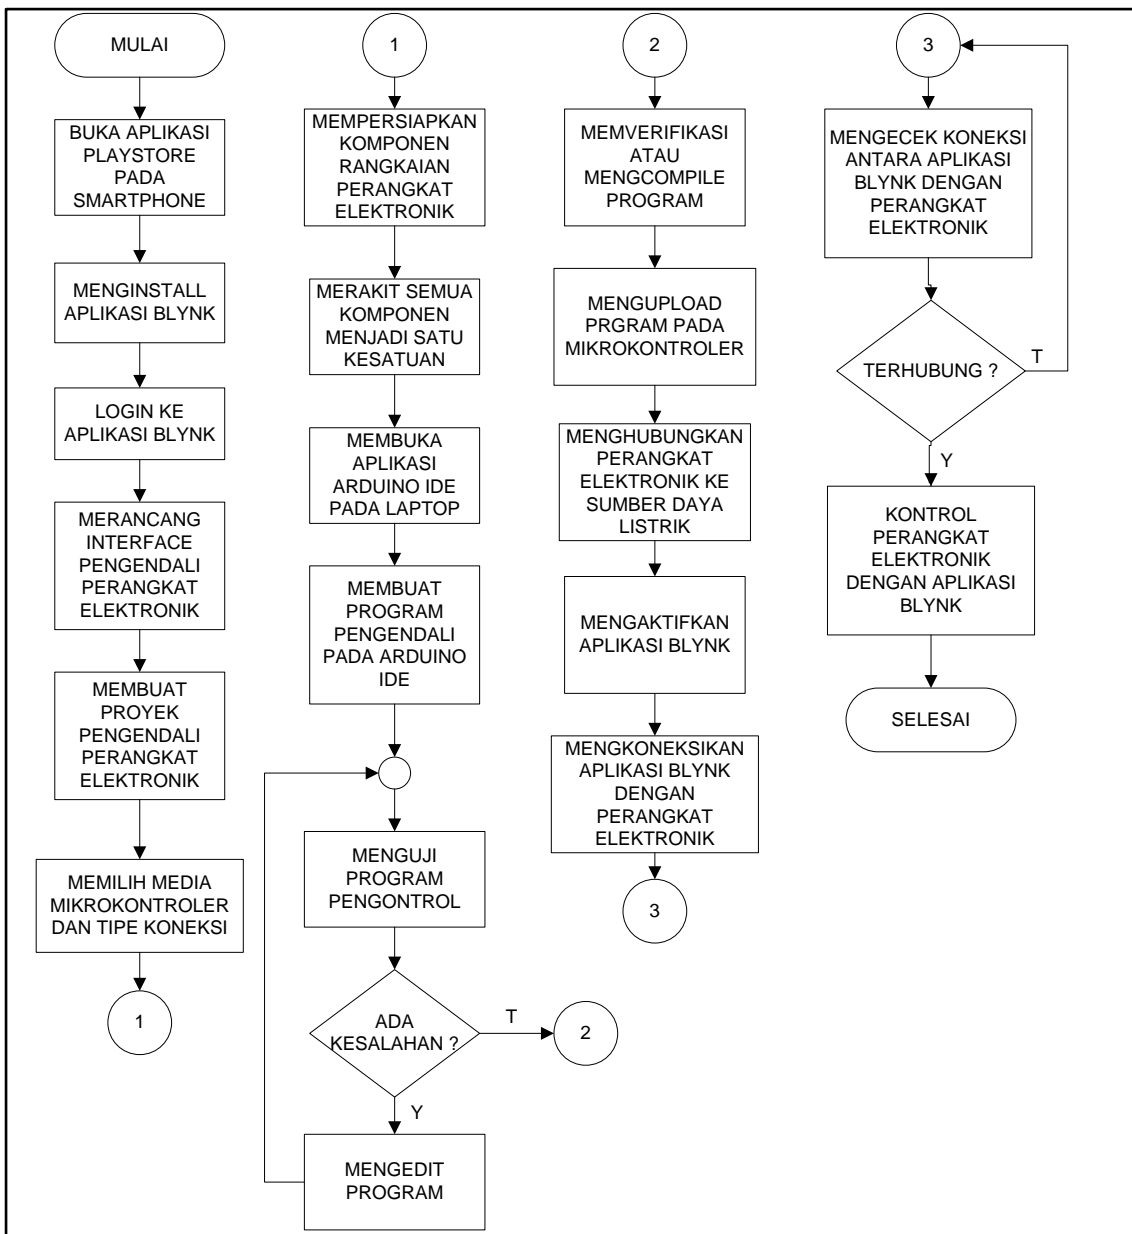 MULAI
BUKA APLIKASI
PLAYSTORE
PADA
SMARTPHONE
MENGINSTALL
APLIKASI BLYNK
LOGIN KE
APLIKASI BLYNK
MERANCANG
INTERFACE
PENGENDALI
PERANGKAT
ELEKTRONIK
MEMBUAT
PROYEK
PENGENDALI
PERANGKAT
ELEKTRONIK
MEMILIH MEDIA
MIKROKONTROLER
DAN TIPE KONEKSI
1
1
MEMPERSIAPKAN
KOMPONEN
RANGKAIAN
PERANGKAT
ELEKTRONIK
MERAKIT SEMUA
KOMPONEN
MENJADI SATU
KESATUAN
MEMBUKA
APLIKASI
ARDUINO IDE
PADA LAPTOP
MEMBUAT
PROGRAM
PENGENDALI
PADA ARDUINO
IDE
MENGUJI
PROGRAM
PENGONTROL
ADA
KESALAHAN ?
T
2
Y
MENGEDIT
PROGRAM
2
MEMVERIFIKASI
ATAU
MENGCOMPILE
PROGRAM
MENGUPLOAD
PRGRAM PADA
MIKROKONTROLER
MENGHUBUNGKAN
PERANGKAT
ELEKTRONIK KE
SUMBER DAYA
LISTRIK
MENGAKTIFKAN
APLIKASI BLYNK
MENGKONEKSIKAN
APLIKASI BLYNK
DENGAN
PERANGKAT
ELEKTRONIK
3
3
MENGECEK KONEKSI
ANTARA APLIKASI
BLYNK DENGAN
PERANGKAT
ELEKTRONIK
TERHUBUNG ?
T
Y
KONTROL
PERANGKAT
ELEKTRONIK
DENGAN APLIKASI
BLYNK
SELESAI